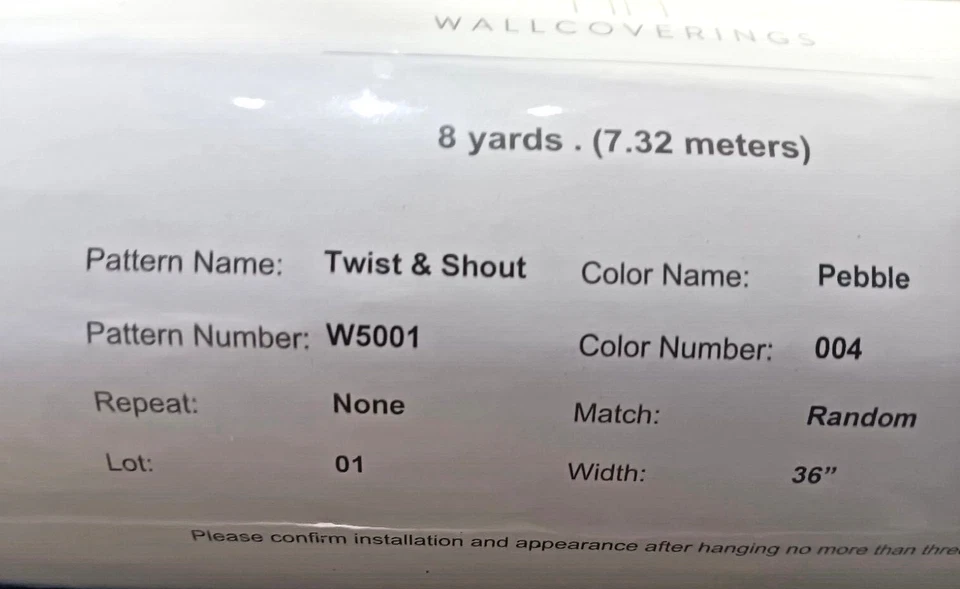 WALLCOVERINGS
8 yards . (7.32 meters)
Pattern Name: Twist & Shout Color Name: Pebble
Pattern Number: W5001 Color Number: 004
Repeat: None Match: Random
Lot: 01 Width: 36”
Please confirm installation and appearance after hanging no more than